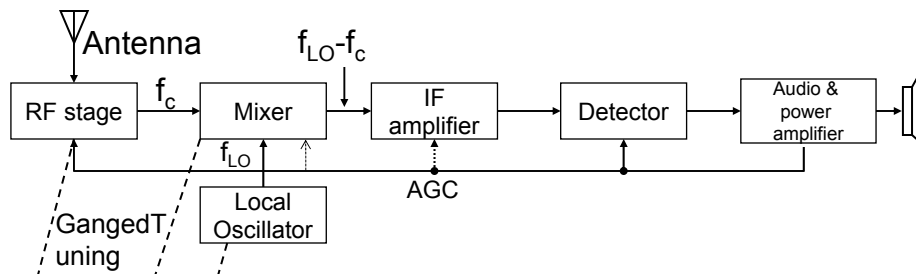 Antenna
f_LO-f_c
RF stage
f_c
Mixer
IF
amplifier
Detector
Audio &
power
amplifier
f_LO
AGC
Local
Oscillator
GangedT
uning